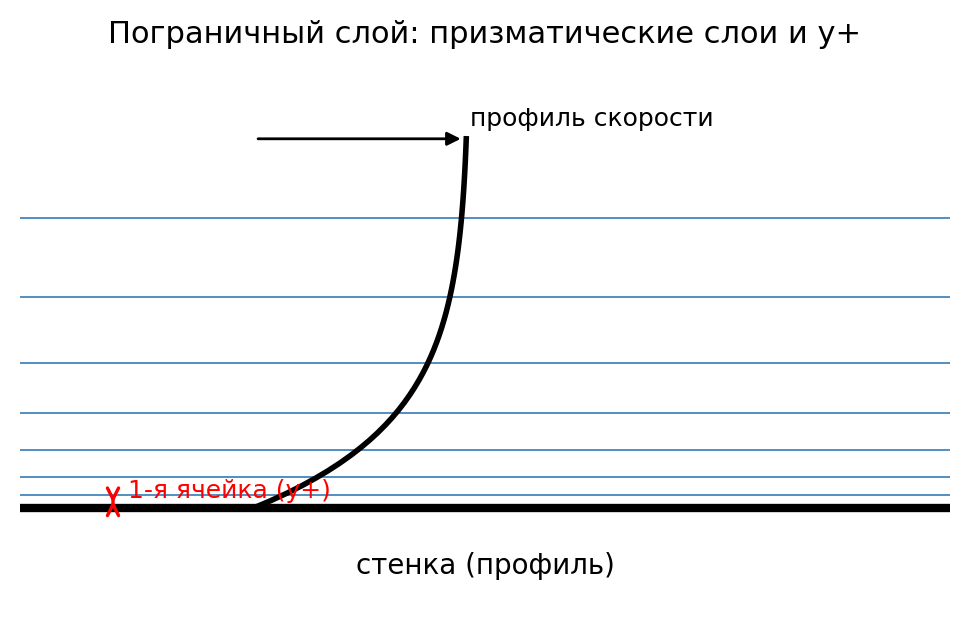 Пограничный слой: призматические слои и y+
профиль скорости
1-я ячейка (y+)
стенка (профиль)